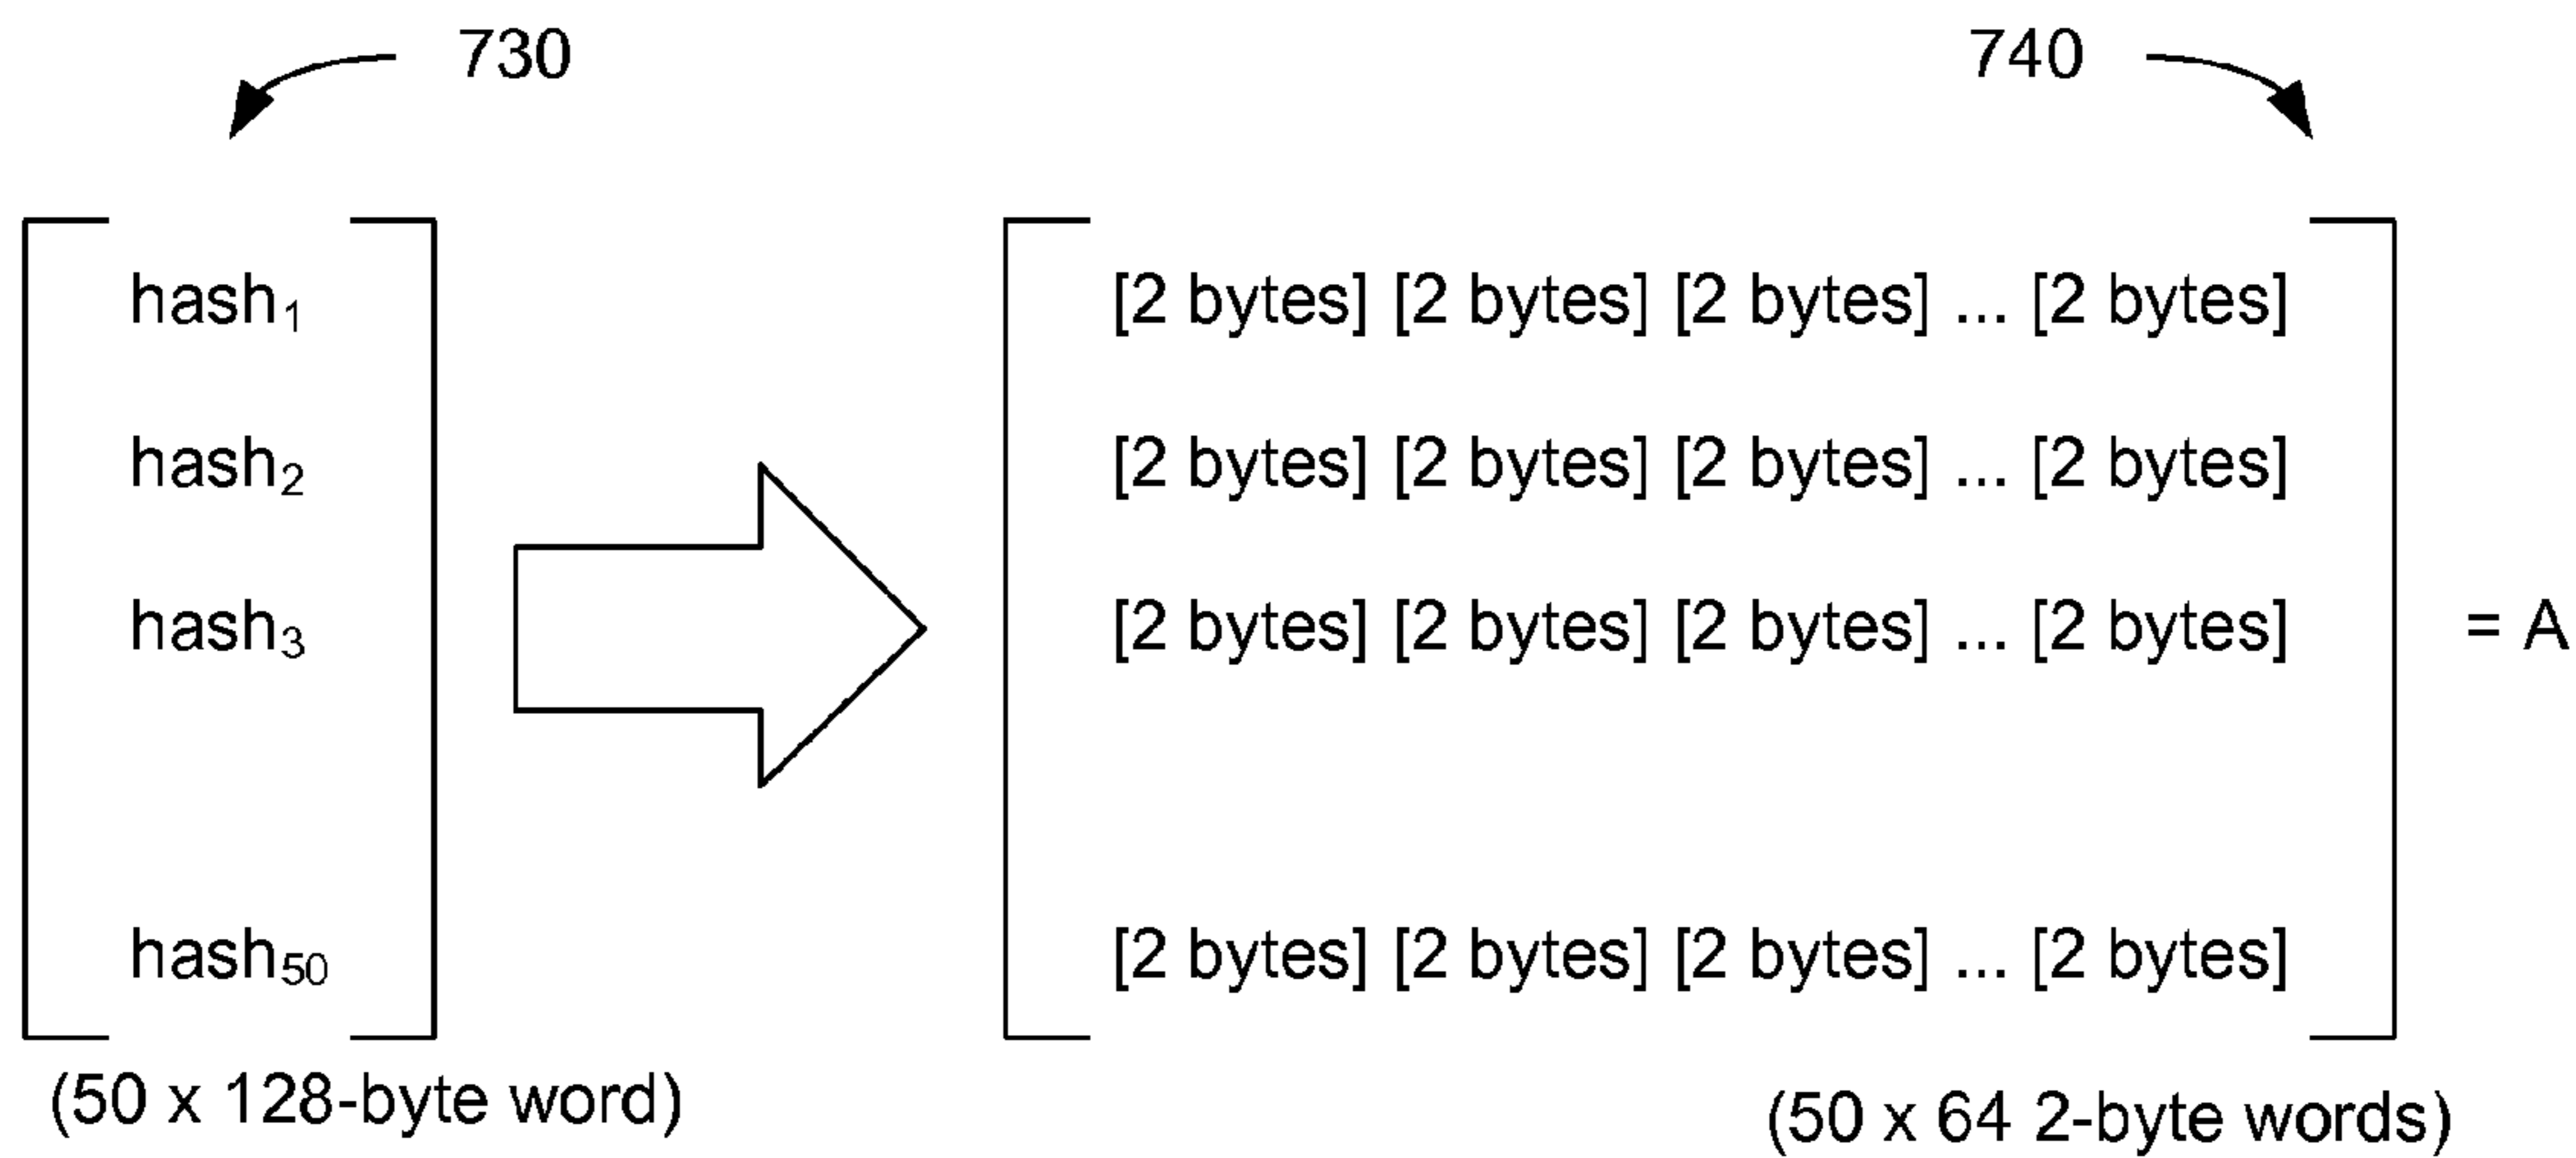 730 740
hash1 [2 bytes] [2 bytes] [2 bytes] ... [2 bytes]
hash2 [2 bytes] [2 bytes] [2 bytes] ... [2 bytes]
hash3 [2 bytes] [2 bytes] [2 bytes] ... [2 bytes] = A
hash50 [2 bytes] [2 bytes] [2 bytes] ... [2 bytes]
(50 x 128-byte word) (50 x 64 2-byte words)